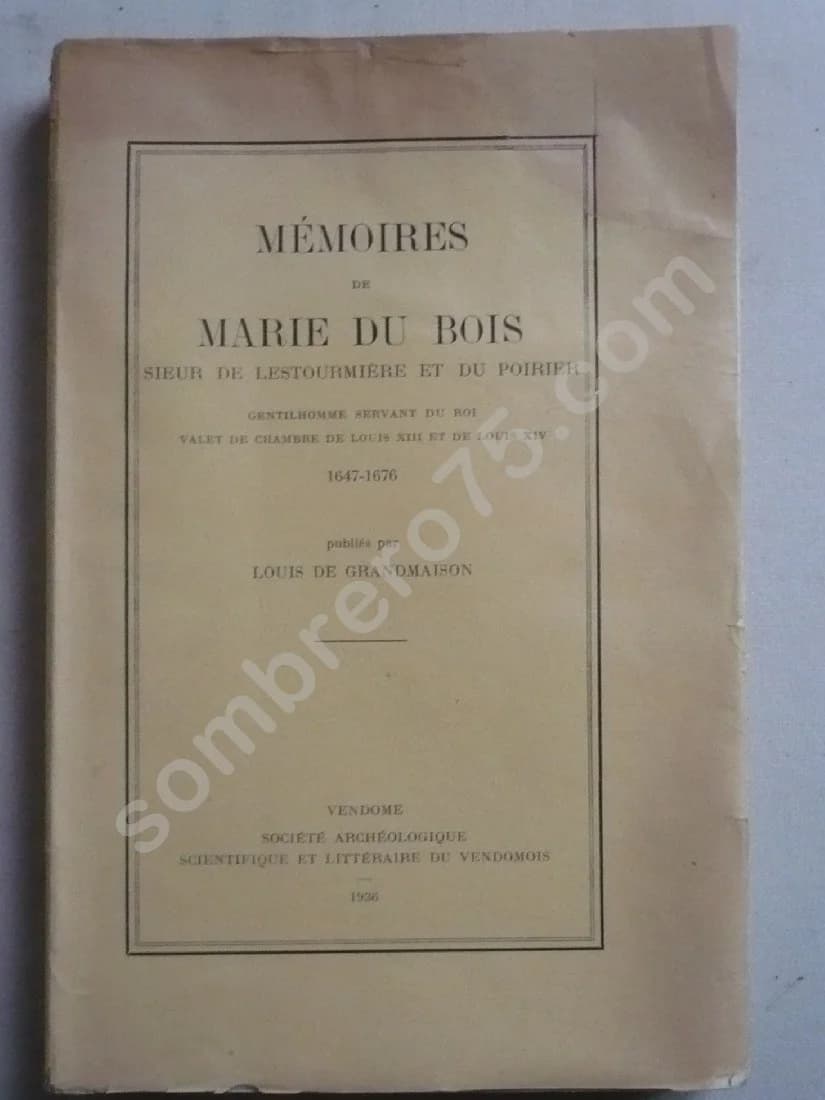 MÉMOIRES
DE
MARIE DU BOIS
SIEUR DE LESTOURMIÈRE ET DU POIRIER
GENTILHOMME SERVANT DU ROI
VALET DE CHAMBRE DE LOUIS XIII ET DE LOUIS XIV
1647-1676
publiés par
LOUIS DE GRANDMAISON
VENDOME
SOCIÉTÉ ARCHÉOLOGIQUE
SCIENTIFIQUE ET LITTÉRAIRE DU VENDOMOIS
1936
sombrero75.com